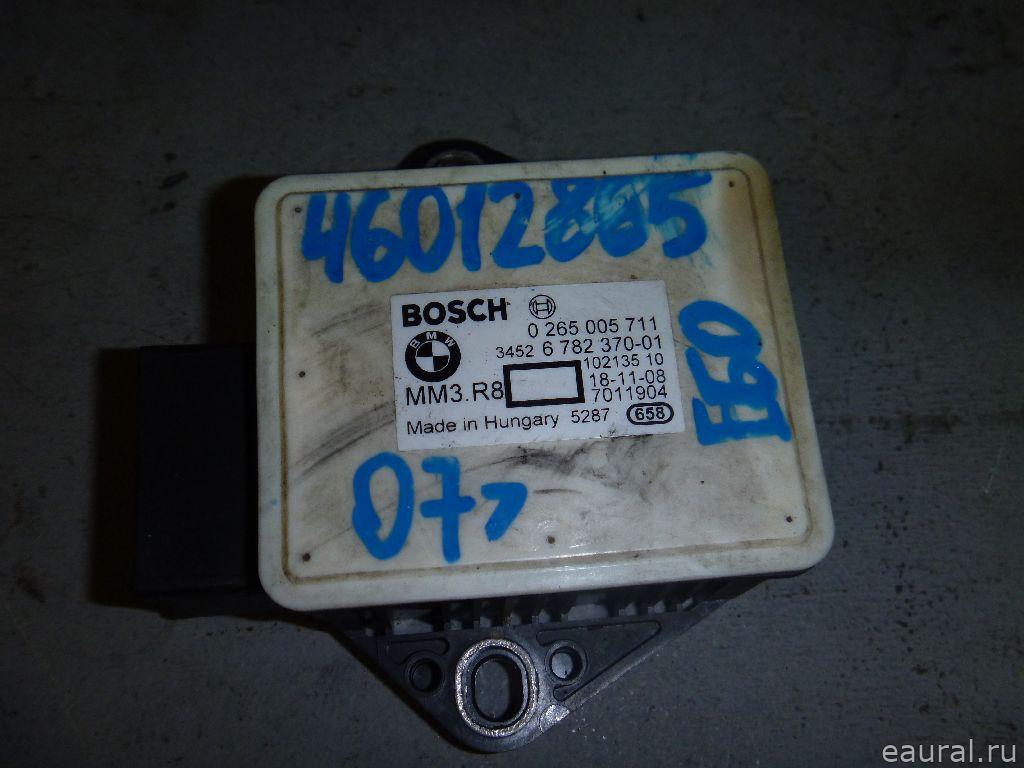 46012885
BOSCH
BMW
0 265 005 711
3452 6 782 370-01
102135 10
MM3.R8
18-11-08
7011904
Made in Hungary 5287 658
E60
07>
eaural.ru